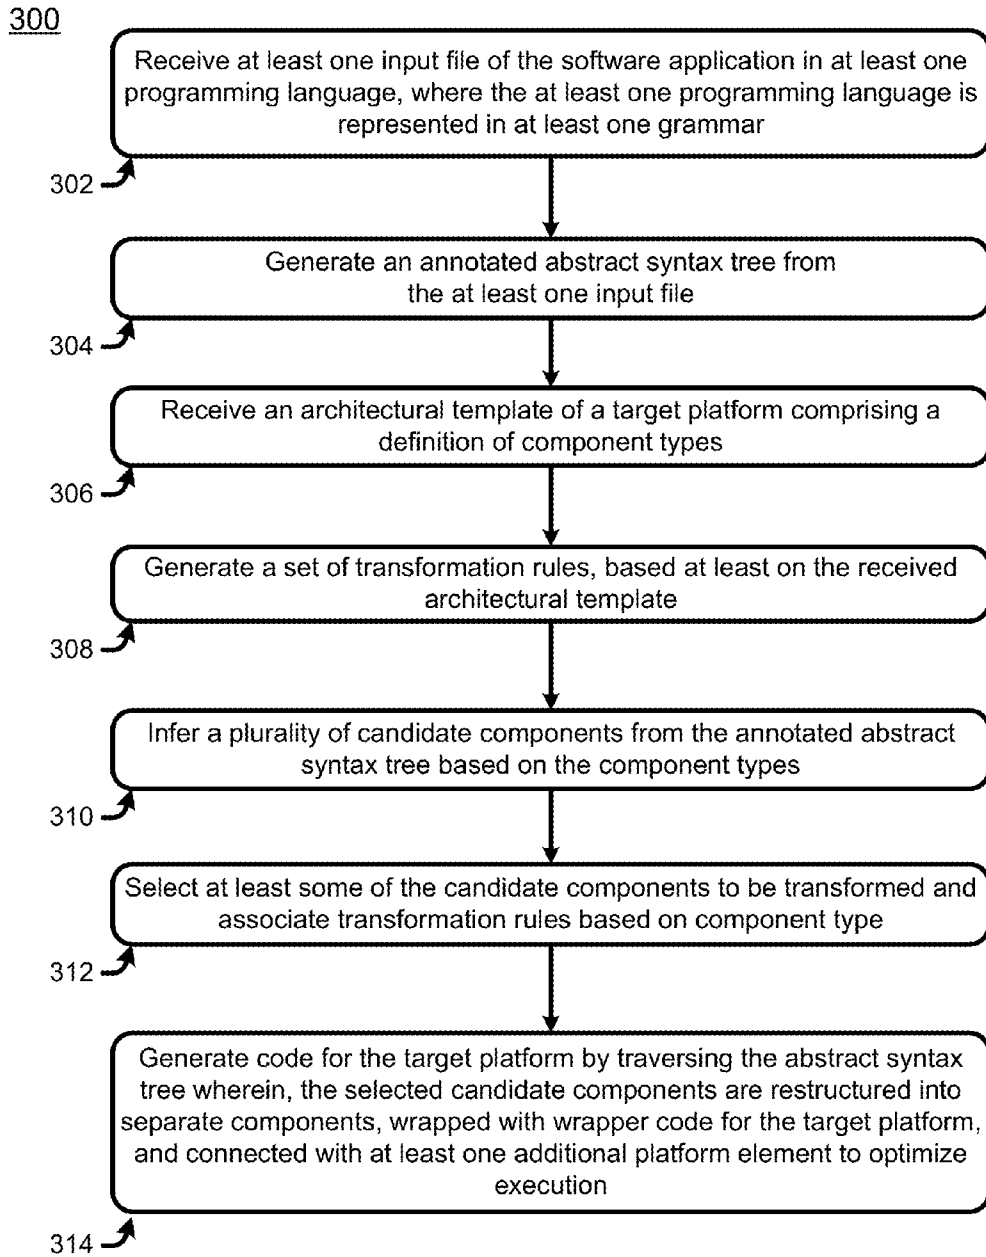 300
Receive at least one input file of the software application in at least one
programming language, where the at least one programming language is
represented in at least one grammar
302
Generate an annotated abstract syntax tree from
the at least one input file
304
Receive an architectural template of a target platform comprising a
definition of component types
306
Generate a set of transformation rules, based at least on the received
architectural template
308
Infer a plurality of candidate components from the annotated abstract
syntax tree based on the component types
310
Select at least some of the candidate components to be transformed and
associate transformation rules based on component type
312
Generate code for the target platform by traversing the abstract syntax
tree wherein, the selected candidate components are restructured into
separate components, wrapped with wrapper code for the target platform,
and connected with at least one additional platform element to optimize
execution
314